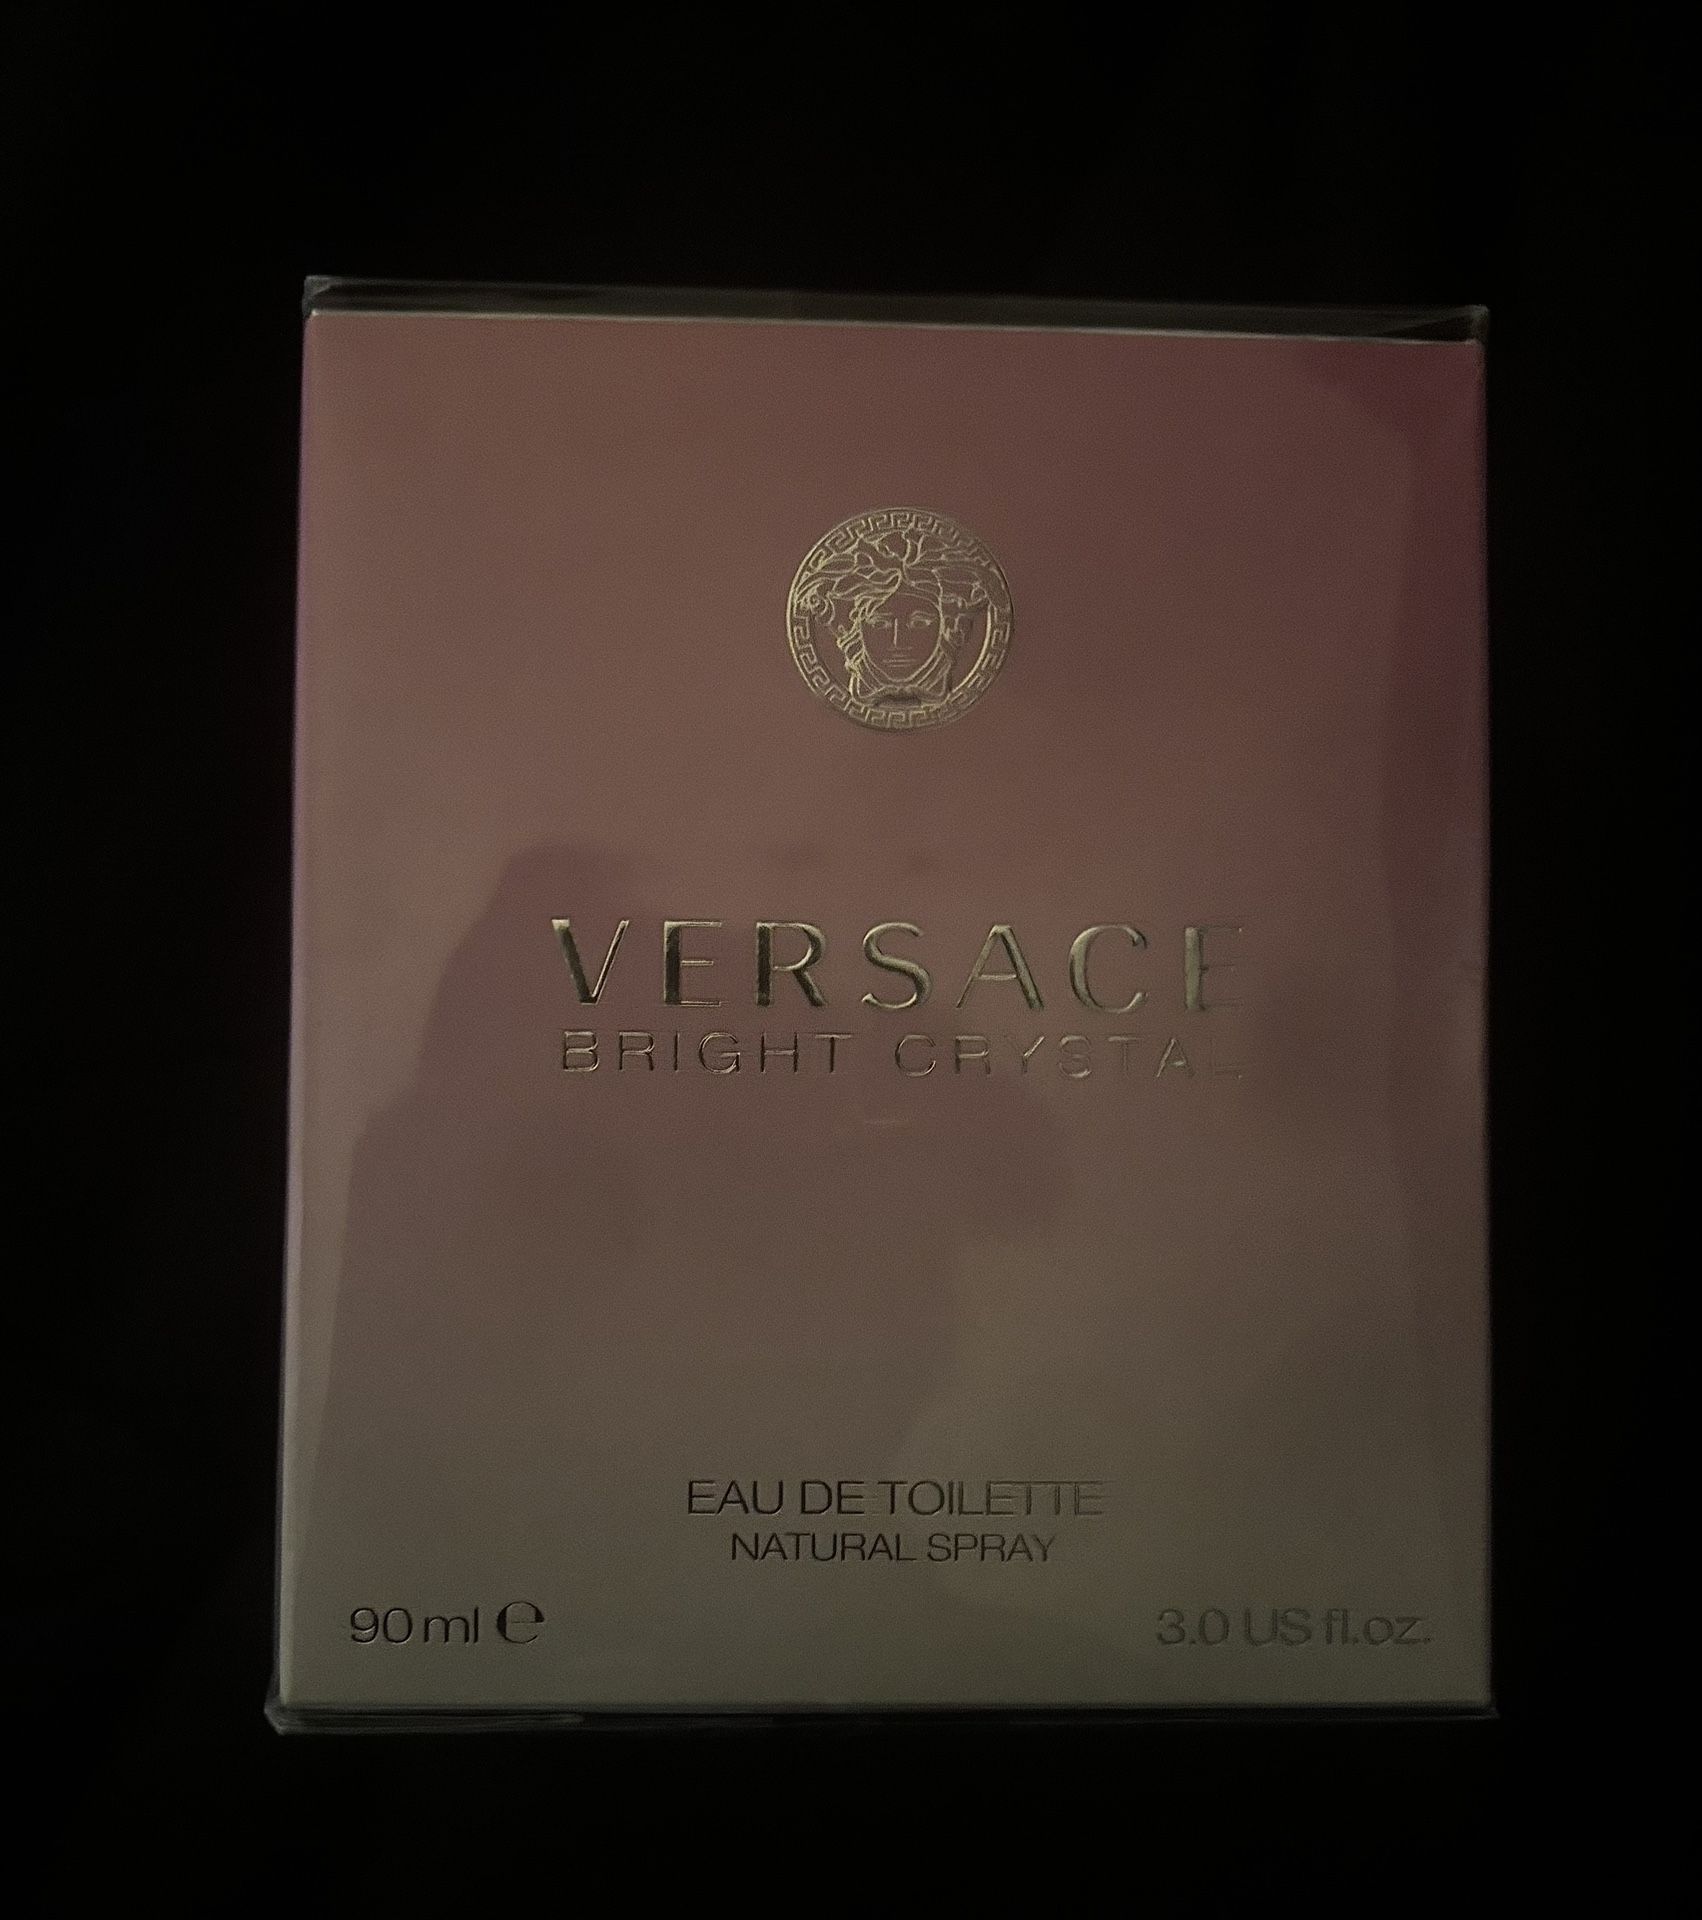 VERSACE
BRIGHT CRYSTAL
EAU DE TOILETTE
NATURAL SPRAY
90 ml ℮
3.0 US fl.oz.